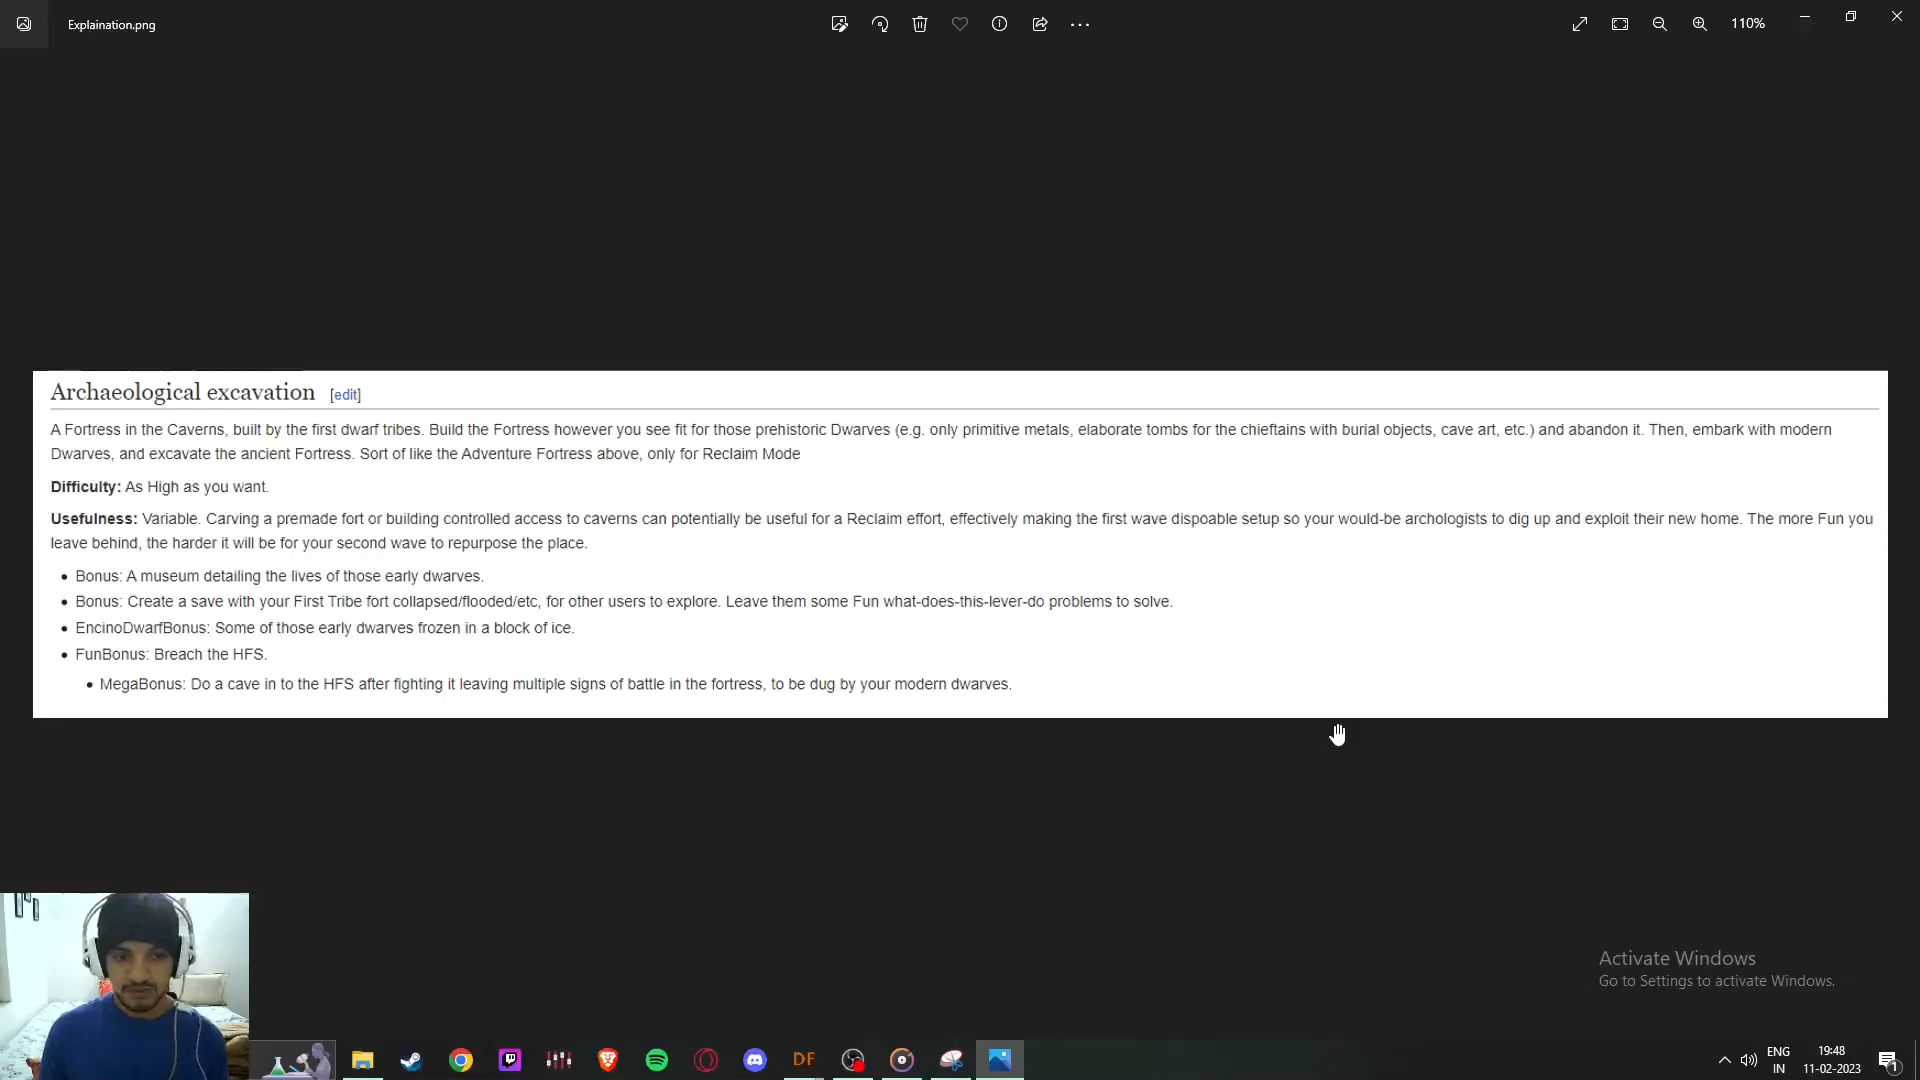 Explaination.png
110%
Archaeological excavation [edit]
A Fortress in the Caverns, built by the first dwarf tribes. Build the Fortress however you see fit for those prehistoric Dwarves (e.g. only primitive metals, elaborate tombs for the chieftains with burial objects, cave art, etc.) and abandon it. Then, embark with modern
Dwarves, and excavate the ancient Fortress. Sort of like the Adventure Fortress above, only for Reclaim Mode
Difficulty: As High as you want.
Usefulness: Variable. Carving a premade fort or building controlled access to caverns can potentially be useful for a Reclaim effort, effectively making the first wave dispoable setup so your would-be archologists to dig up and exploit their new home. The more Fun you
leave behind, the harder it will be for your second wave to repurpose the place.
• Bonus: A museum detailing the lives of those early dwarves.
• Bonus: Create a save with your First Tribe fort collapsed/flooded/etc, for other users to explore. Leave them some Fun what-does-this-lever-do problems to solve.
• EncinoDwarfBonus: Some of those early dwarves frozen in a block of ice.
• FunBonus: Breach the HFS.
• MegaBonus: Do a cave in to the HFS after fighting it leaving multiple signs of battle in the fortress, to be dug by your modern dwarves.
Activate Windows
Go to Settings to activate Windows.
DF
ENG
IN
19:48
11-02-2023
1